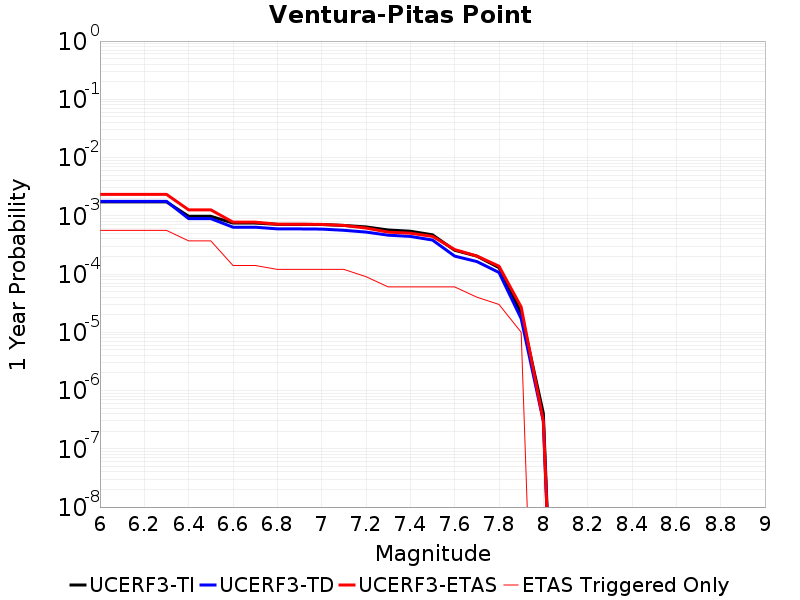 Ventura-Pitas Point
1 Year Probability
10^0
10^-1
10^-2
10^-3
10^-4
10^-5
10^-6
10^-7
10^-8
6 6.2 6.4 6.6 6.8 7 7.2 7.4 7.6 7.8 8 8.2 8.4 8.6 8.8 9
Magnitude
UCERF3-TI UCERF3-TD UCERF3-ETAS ETAS Triggered Only